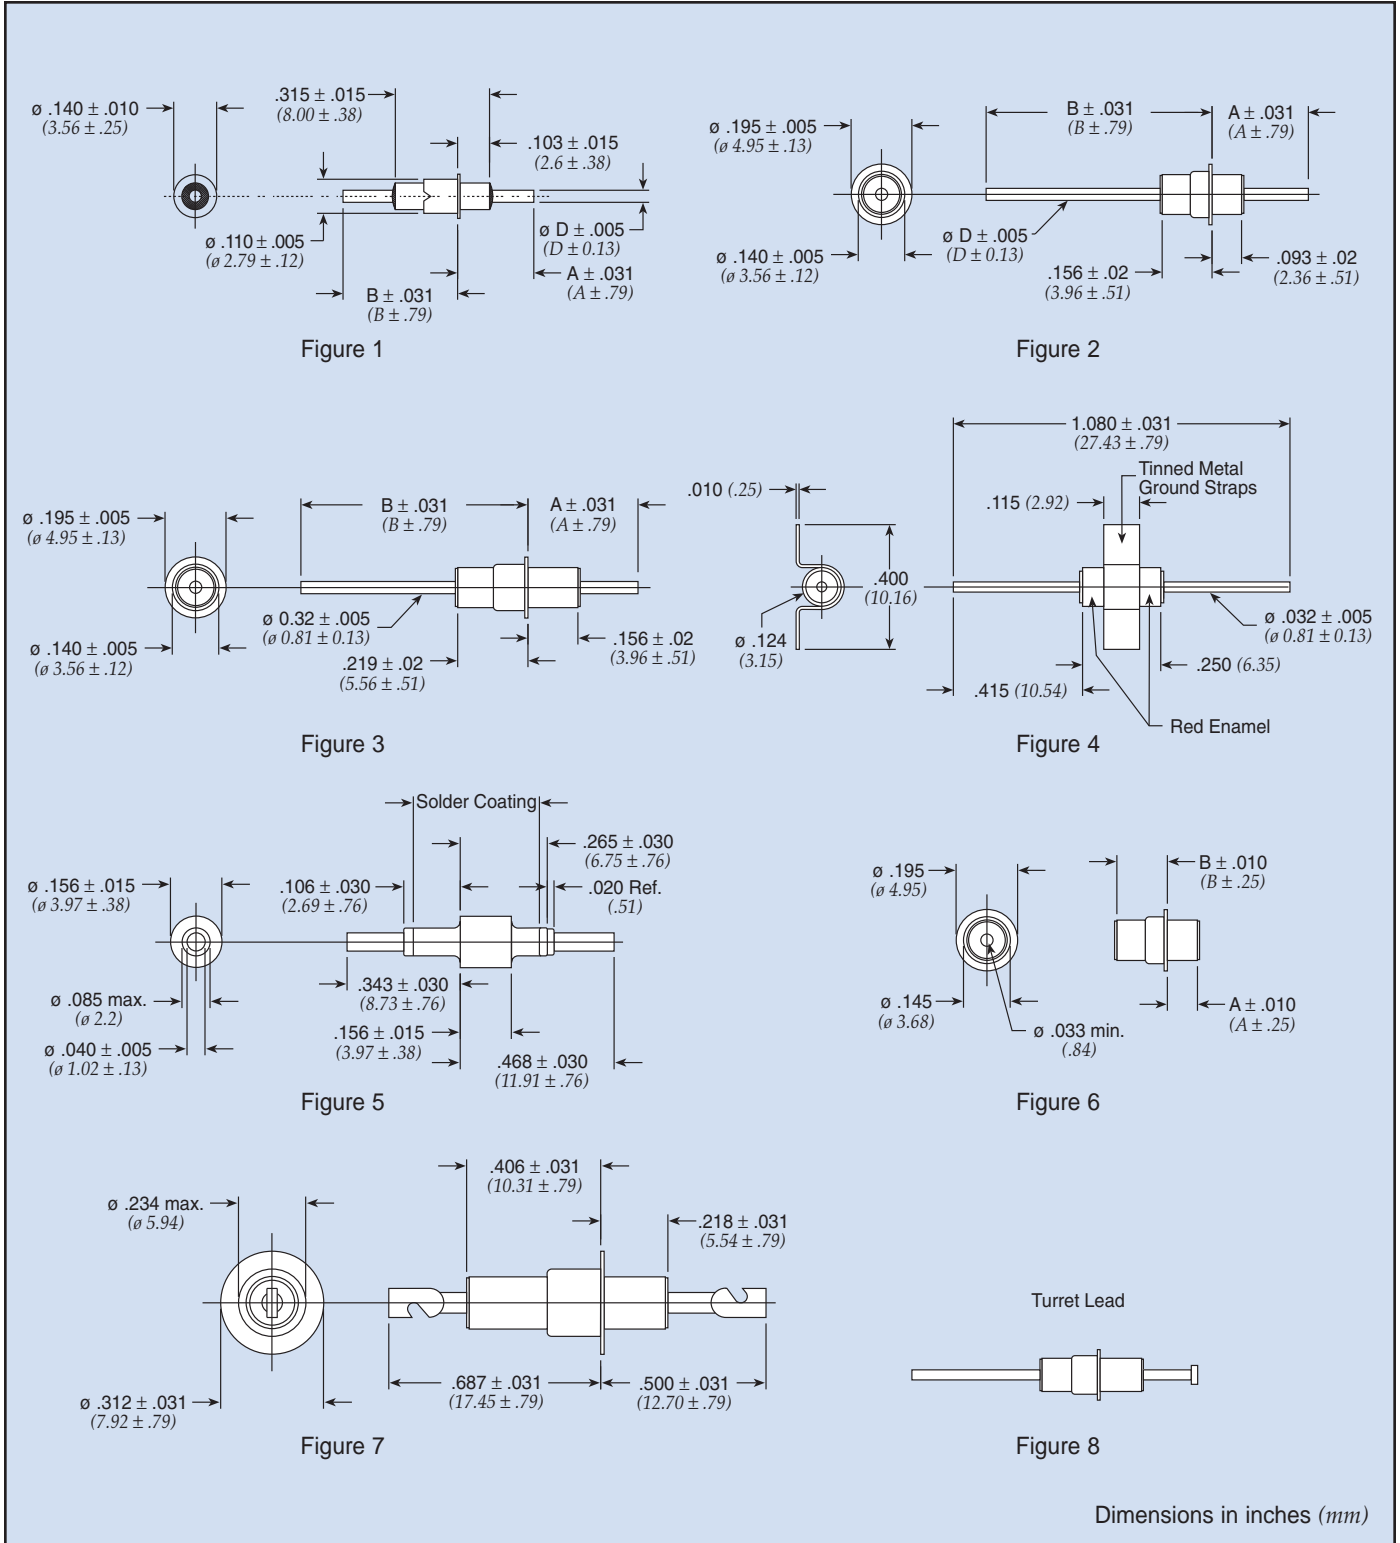 ø .140 ± .010
(3.56 ± .25)
.315 ± .015
(8.00 ± .38)
.103 ± .015
(2.6 ± .38)
ø .110 ± .005
(ø 2.79 ± .12)
ø D ± .005
(D ± 0.13)
A ± .031
(A ± .79)
B ± .031
(B ± .79)
Figure 1
ø .195 ± .005
(ø 4.95 ± .13)
B ± .031
(B ± .79)
A ± .031
(A ± .79)
ø D ± .005
(D ± 0.13)
ø .140 ± .005
(ø 3.56 ± .12)
.156 ± .02
(3.96 ± .51)
.093 ± .02
(2.36 ± .51)
Figure 2
ø .195 ± .005
(ø 4.95 ± .13)
B ± .031
(B ± .79)
A ± .031
(A ± .79)
ø 0.32 ± .005
(ø 0.81 ± 0.13)
ø .140 ± .005
(ø 3.56 ± .12)
.219 ± .02
(5.56 ± .51)
.156 ± .02
(3.96 ± .51)
Figure 3
1.080 ± .031
(27.43 ± .79)
Tinned Metal
Ground Straps
.010 (.25)
.115 (2.92)
.400
(10.16)
ø .124
(3.15)
ø .032 ± .005
(ø 0.81 ± 0.13)
.250 (6.35)
.415 (10.54)
Red Enamel
Figure 4
Solder Coating
.265 ± .030
(6.75 ± .76)
ø .156 ± .015
(ø 3.97 ± .38)
.106 ± .030
(2.69 ± .76)
.020 Ref.
(.51)
ø .085 max.
(ø 2.2)
.343 ± .030
(8.73 ± .76)
ø .040 ± .005
(ø 1.02 ± .13)
.156 ± .015
(3.97 ± .38)
.468 ± .030
(11.91 ± .76)
Figure 5
ø .195
(ø 4.95)
B ± .010
(B ± .25)
ø .145
(ø 3.68)
ø .033 min.
(.84)
A ± .010
(A ± .25)
Figure 6
.406 ± .031
(10.31 ± .79)
ø .234 max.
(ø 5.94)
.218 ± .031
(5.54 ± .79)
.687 ± .031
(17.45 ± .79)
.500 ± .031
(12.70 ± .79)
ø .312 ± .031
(7.92 ± .79)
Figure 7
Turret Lead
Figure 8
Dimensions in inches (mm)